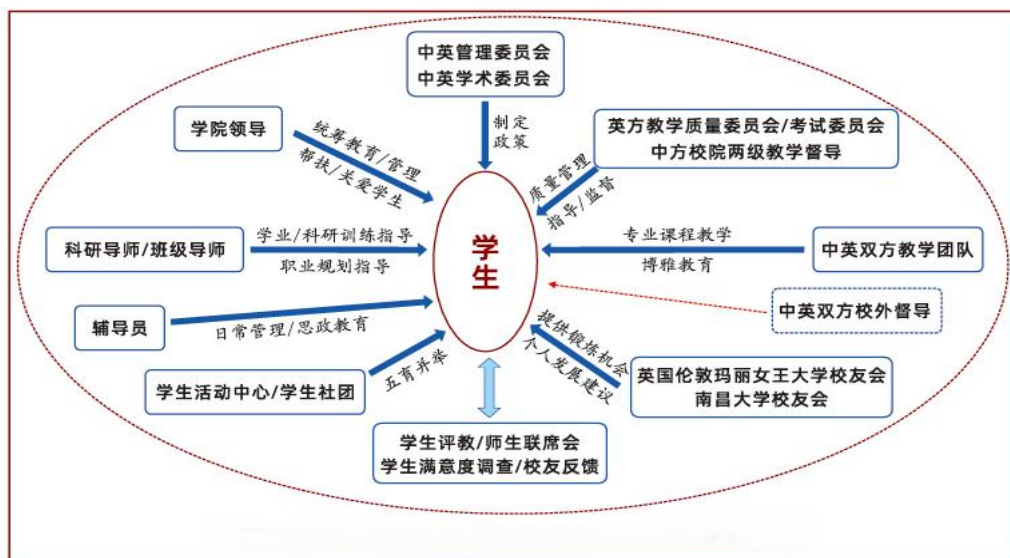 中英管理委员会
中英学术委员会
制定
政策
学院领导
统筹教育/管理
帮扶/关爱学生
英方教学质量委员会/考试委员会
中方校院两级教学督导
质量管理
指导/监督
科研导师/班级导师
学业/科研训练指导
职业规划指导
学生
专业课程教学
博雅教育
中英双方教学团队
中英双方校外督导
辅导员
日常管理/思政教育
提供锻炼机会
个人发展建议
英国伦敦玛丽女王大学校友会
南昌大学校友会
学生活动中心/学生社团
五育并举
学生评教/师生联席会
学生满意度调查/校友反馈